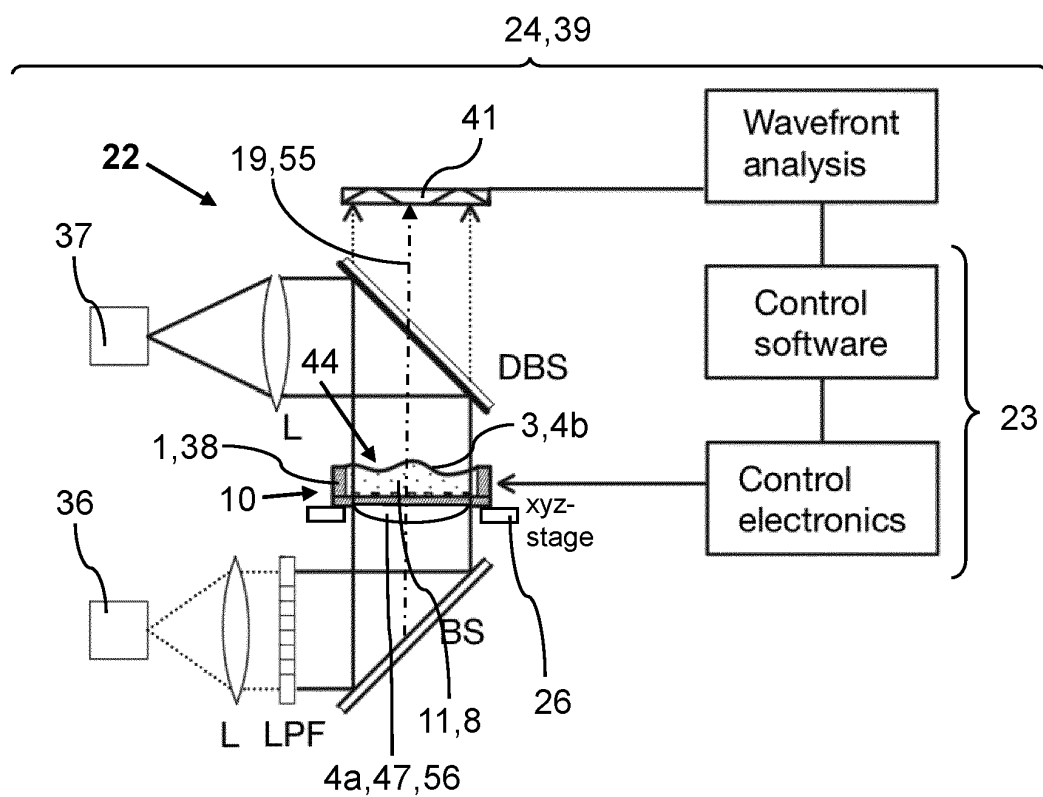 24,39
41
Wavefront
analysis
22
19,55
37
Control
software
DBS
44
3,4b
L
1,38
23
10
xyz-
stage
Control
electronics
36
BS
26
11,8
L LPF
4a,47,56